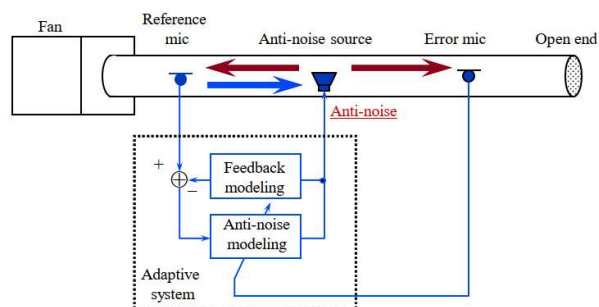 Fan
Reference
mic
Anti-noise source
Error mic
Open end
Anti-noise
+
−
Feedback
modeling
Anti-noise
modeling
Adaptive
system